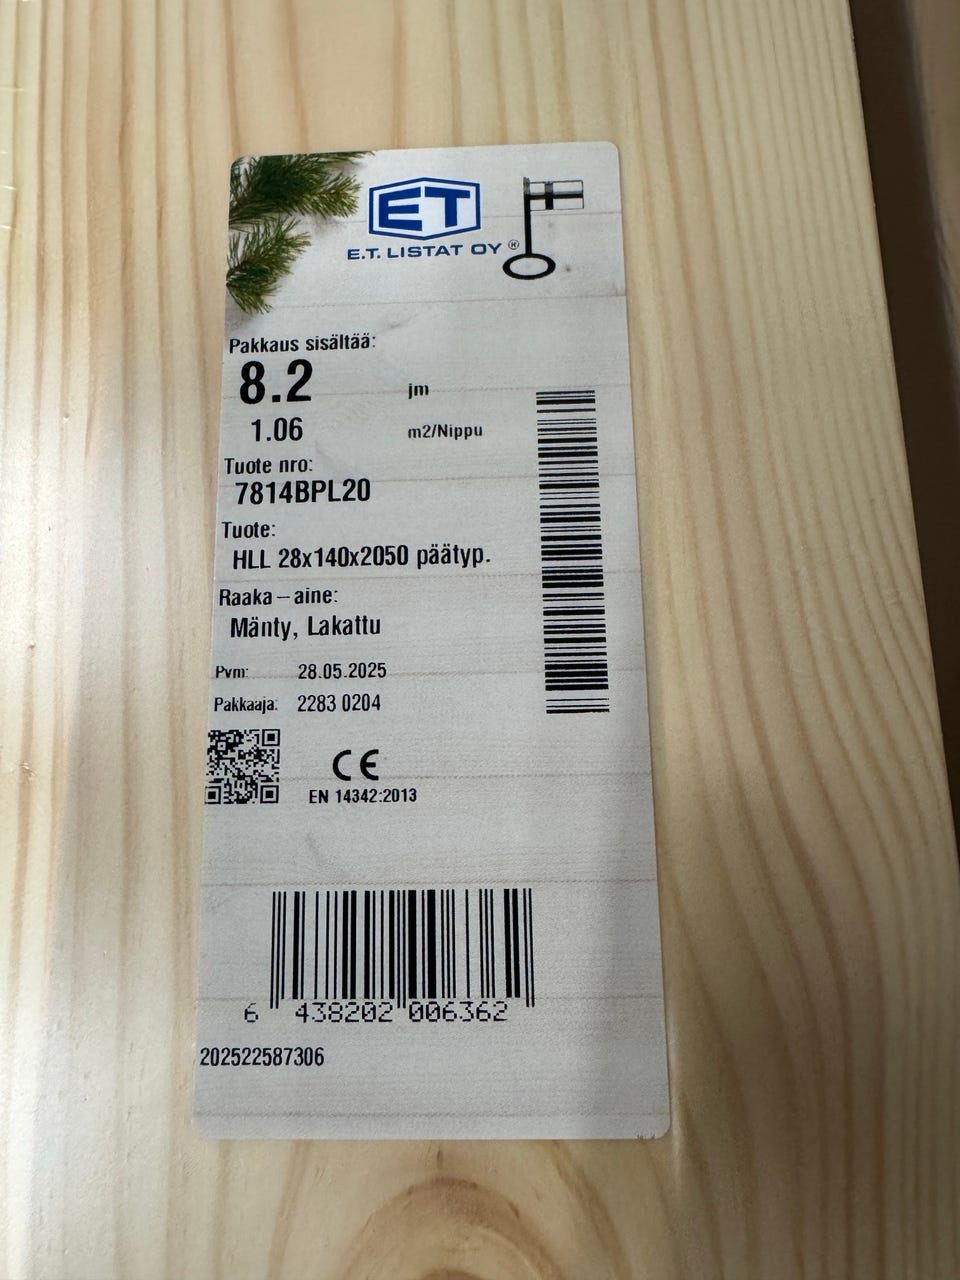 ET
E.T. LISTAT OY ®
Pakkaus sisältää:
8.2 jm
1.06 m2/Nippu
Tuote nro:
7814BPL20
Tuote:
HLL 28x140x2050 päätyp.
Raaka-aine:
Mänty, Lakattu
Pvm: 28.05.2025
Pakkaaja: 2283 0204
CE
EN 14342:2013
6 438202 006362
202522587306